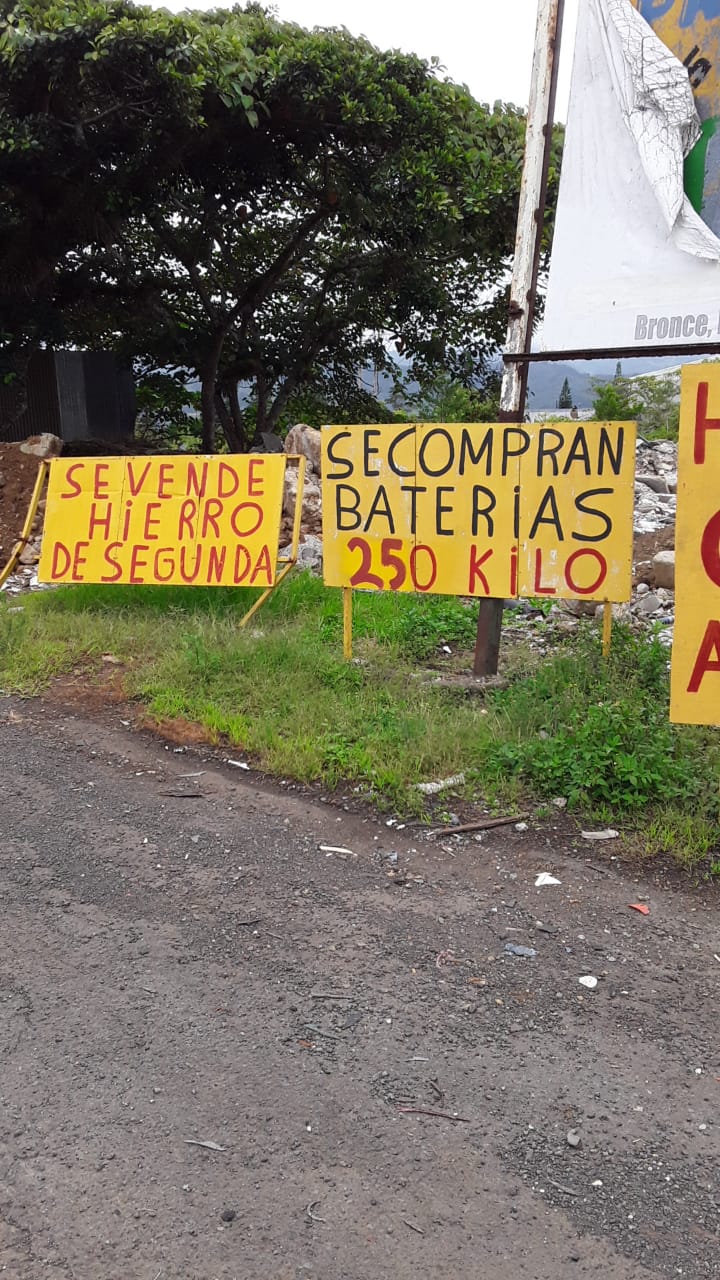 SE VENDE
HiERRO
DE SEGUNDA
SECOMPRAN
BATERiAS
250 KiLO
Bronce,